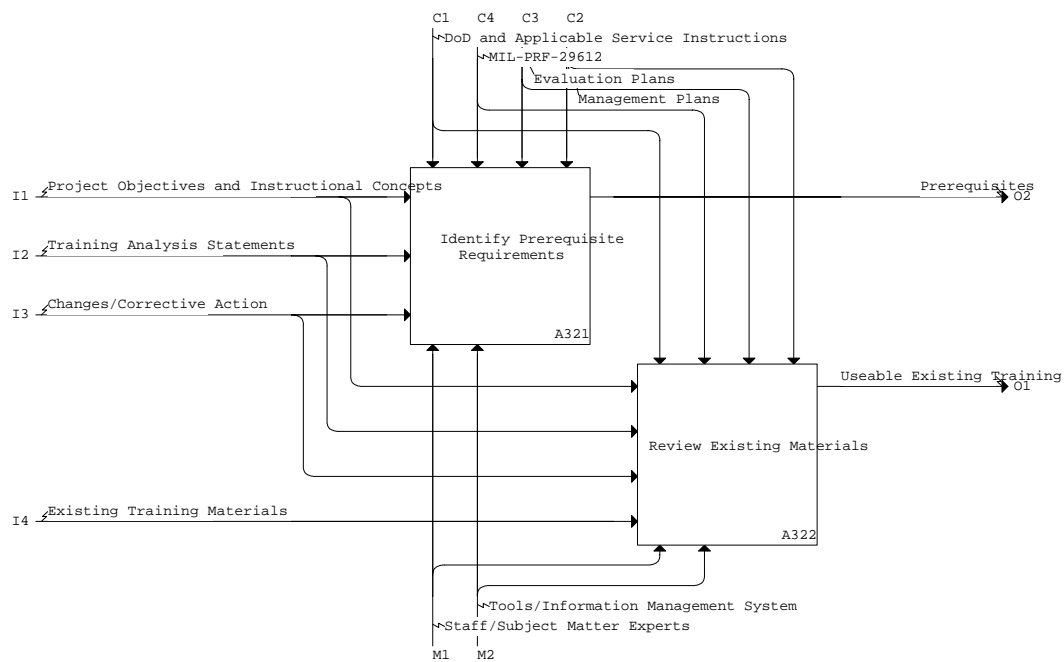 C1 C4 C3 C2
DoD and Applicable Service Instructions
MIL-PRF-29612
Evaluation Plans
Management Plans
I1 Project Objectives and Instructional Concepts
Prerequisites O2
Identify Prerequisite
Requirements
I2 Training Analysis Statements
I3 Changes/Corrective Action
A321
Useable Existing Training O1
Review Existing Materials
I4 Existing Training Materials
A322
Tools/Information Management System
Staff/Subject Matter Experts
M1 M2